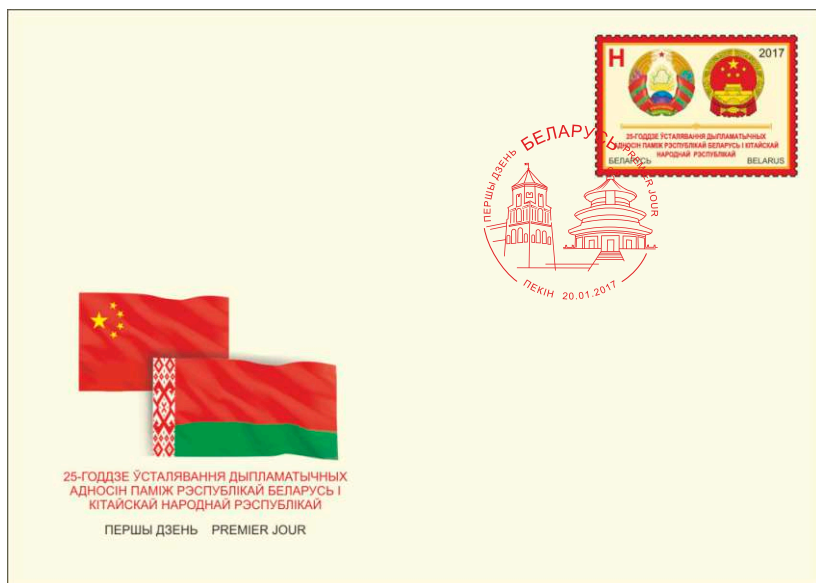 H
2017
25-ГОДДЗЕ ЎСТАЛЯВАННЯ ДЫПЛАМАТЫЧНЫХ
АДНОСІН ПАМІЖ РЭСПУБЛІКАЙ БЕЛАРУСЬ І КІТАЙСКАЙ
НАРОДНАЙ РЭСПУБЛІКАЙ
БЕЛАРУСЬ
BELARUS
ПЕРШЫ ДЗЕНЬ
БЕЛАРУСЬ
PREMIER JOUR
ПЕКІН 20.01.2017
25-ГОДДЗЕ ЎСТАЛЯВАННЯ ДЫПЛАМАТЫЧНЫХ
АДНОСІН ПАМІЖ РЭСПУБЛІКАЙ БЕЛАРУСЬ І
КІТАЙСКАЙ НАРОДНАЙ РЭСПУБЛІКАЙ
ПЕРШЫ ДЗЕНЬ PREMIER JOUR